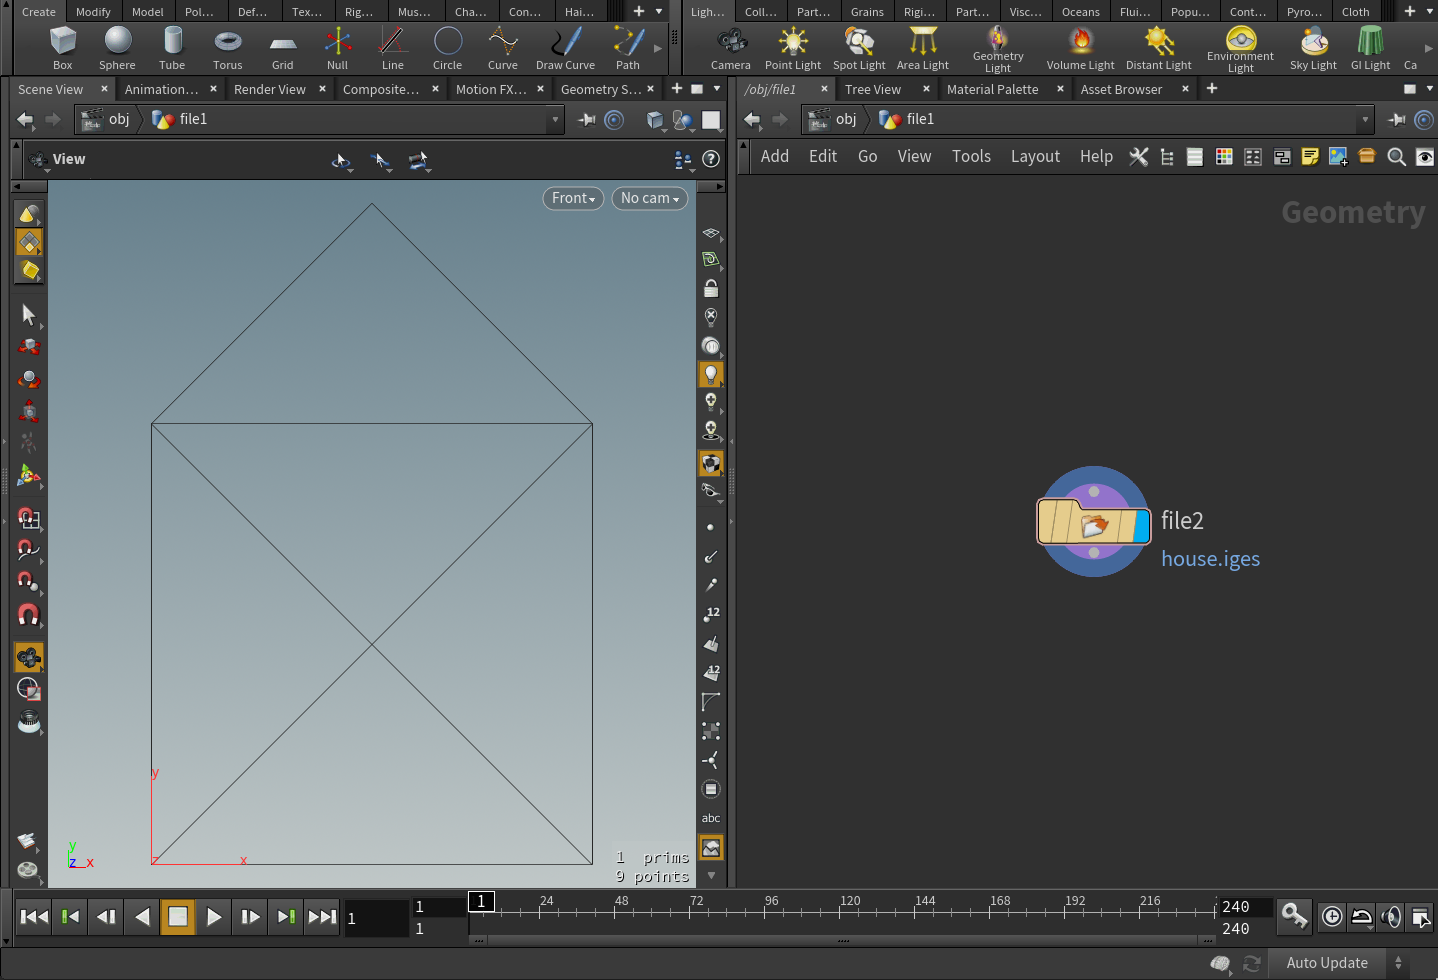 Create Modify Model Pol... Def... Tex... Rig... Mus... Cha... Con... Hai...
Ligh... Coll... Part... Grains Rigi... Part... Visc... Oceans Flui... Popu... Cont... Pyro... Cloth
Box Sphere Tube Torus Grid Null Line Circle Curve Draw Curve Path
Camera Point Light Spot Light Area Light Geometry Light Volume Light Distant Light Environment Light Sky Light GI Light Ca
Scene View Animation... Render View Composite... Motion FX... Geometry S...
/obj/file1 Tree View Material Palette Asset Browser
obj file1
obj file1
View
Add Edit Go View Tools Layout Help
Front No cam
Geometry
file2
house.iges
12
12
abc
y
z x
y
z x
1 prims
9 points
1 1 1 24 48 72 96 120 144 168 192 216 240
1 240
Auto Update